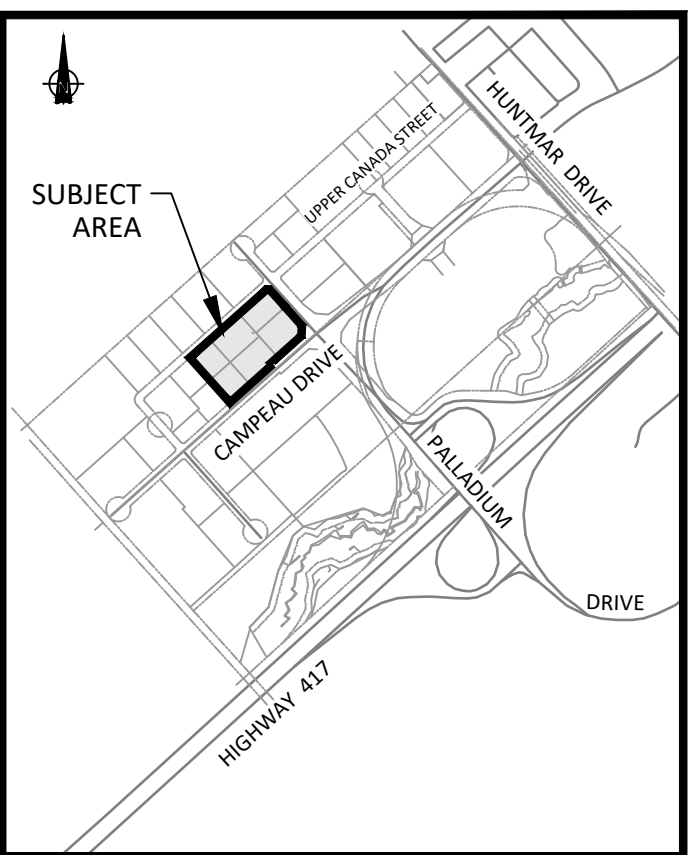 N
UPPER CANADA STREET
HUNTMAR DRIVE
SUBJECT
AREA
CAMPEAU DRIVE
PALLADIUM
DRIVE
HIGHWAY 417